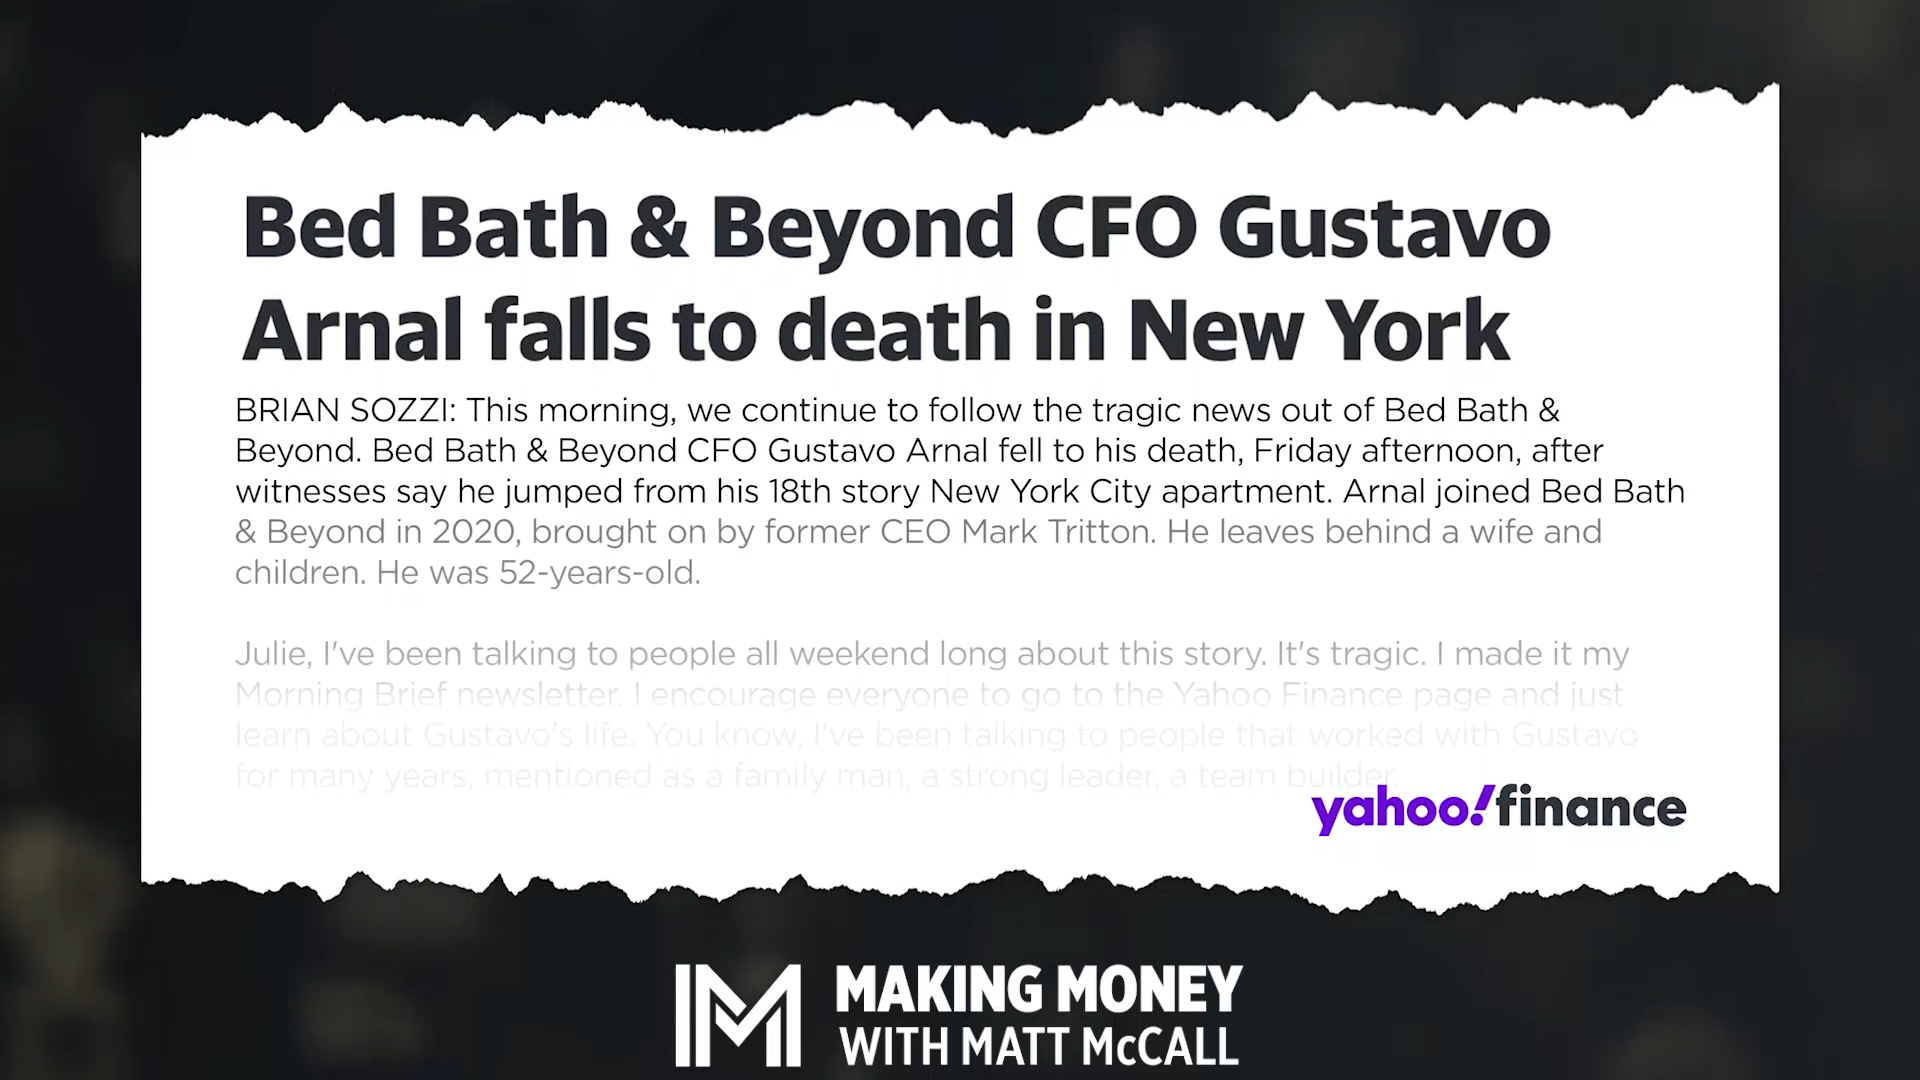 Bed Bath & Beyond CFO Gustavo
Arnal falls to death in New York
BRIAN SOZZI: This morning, we continue to follow the tragic news out of Bed Bath &
Beyond. Bed Bath & Beyond CFO Gustavo Arnal fell to his death, Friday afternoon, after
witnesses say he jumped from his 18th story New York City apartment. Arnal joined Bed Bath
& Beyond in 2020, brought on by former CEO Mark Tritton. He leaves behind a wife and
children. He was 52-years-old.
Julie, I've been talking to people all weekend long about this story. It's tragic. I made it my
Morning Brief newsletter. I encourage everyone to go to the Yahoo Finance page and just
learn about Gustavo's life. You know, I've been talking to people that worked with Gustavo
for many years, mentioned as a family man, a strong leader, a team builder.
yahoo!finance
MAKING MONEY
WITH MATT McCALL